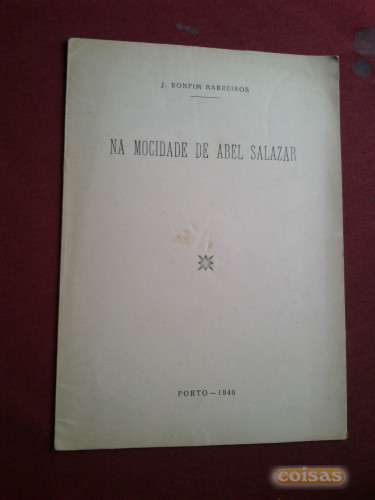 J. BONFIM BARREIROS
NA MOCIDADE DE ABEL SALAZAR
PORTO — 1946
coisas